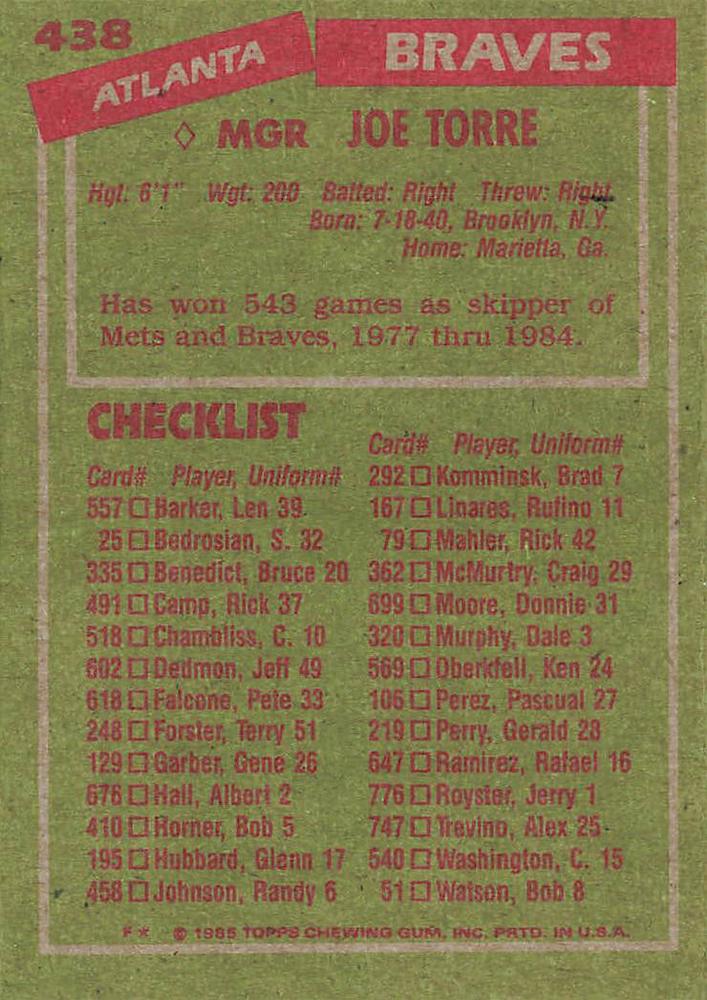 438
ATLANTA BRAVES
◇ MGR JOE TORRE
Hgt: 6'1" Wgt: 200 Batted: Right Threw: Right
Born: 7-18-40, Brooklyn, N.Y.
Home: Marietta, Ga.
Has won 543 games as skipper of
Mets and Braves, 1977 thru 1984.
CHECKLIST
Card# Player, Uniform#
557 □ Barker, Len 39
25 □ Bedrosian, S. 32
335 □ Benedict, Bruce 20
491 □ Camp, Rick 37
518 □ Chambliss, C. 10
602 □ Dedmon, Jeff 49
618 □ Falcone, Pete 33
248 □ Forster, Terry 51
129 □ Garber, Gene 26
676 □ Hall, Albert 2
410 □ Horner, Bob 5
195 □ Hubbard, Glenn 17
458 □ Johnson, Randy 6
Card# Player, Uniform#
292 □ Komminsk, Brad 7
167 □ Linares, Rufino 11
79 □ Mahler, Rick 42
362 □ McMurtry, Craig 29
699 □ Moore, Donnie 31
320 □ Murphy, Dale 3
569 □ Oberkfell, Ken 24
106 □ Perez, Pascual 27
219 □ Perry, Gerald 28
647 □ Ramirez, Rafael 16
776 □ Royster, Jerry 1
747 □ Trevino, Alex 25
540 □ Washington, C. 15
51 □ Watson, Bob 8
F* © 1985 TOPPS CHEWING GUM, INC. PRTD. IN U.S.A.